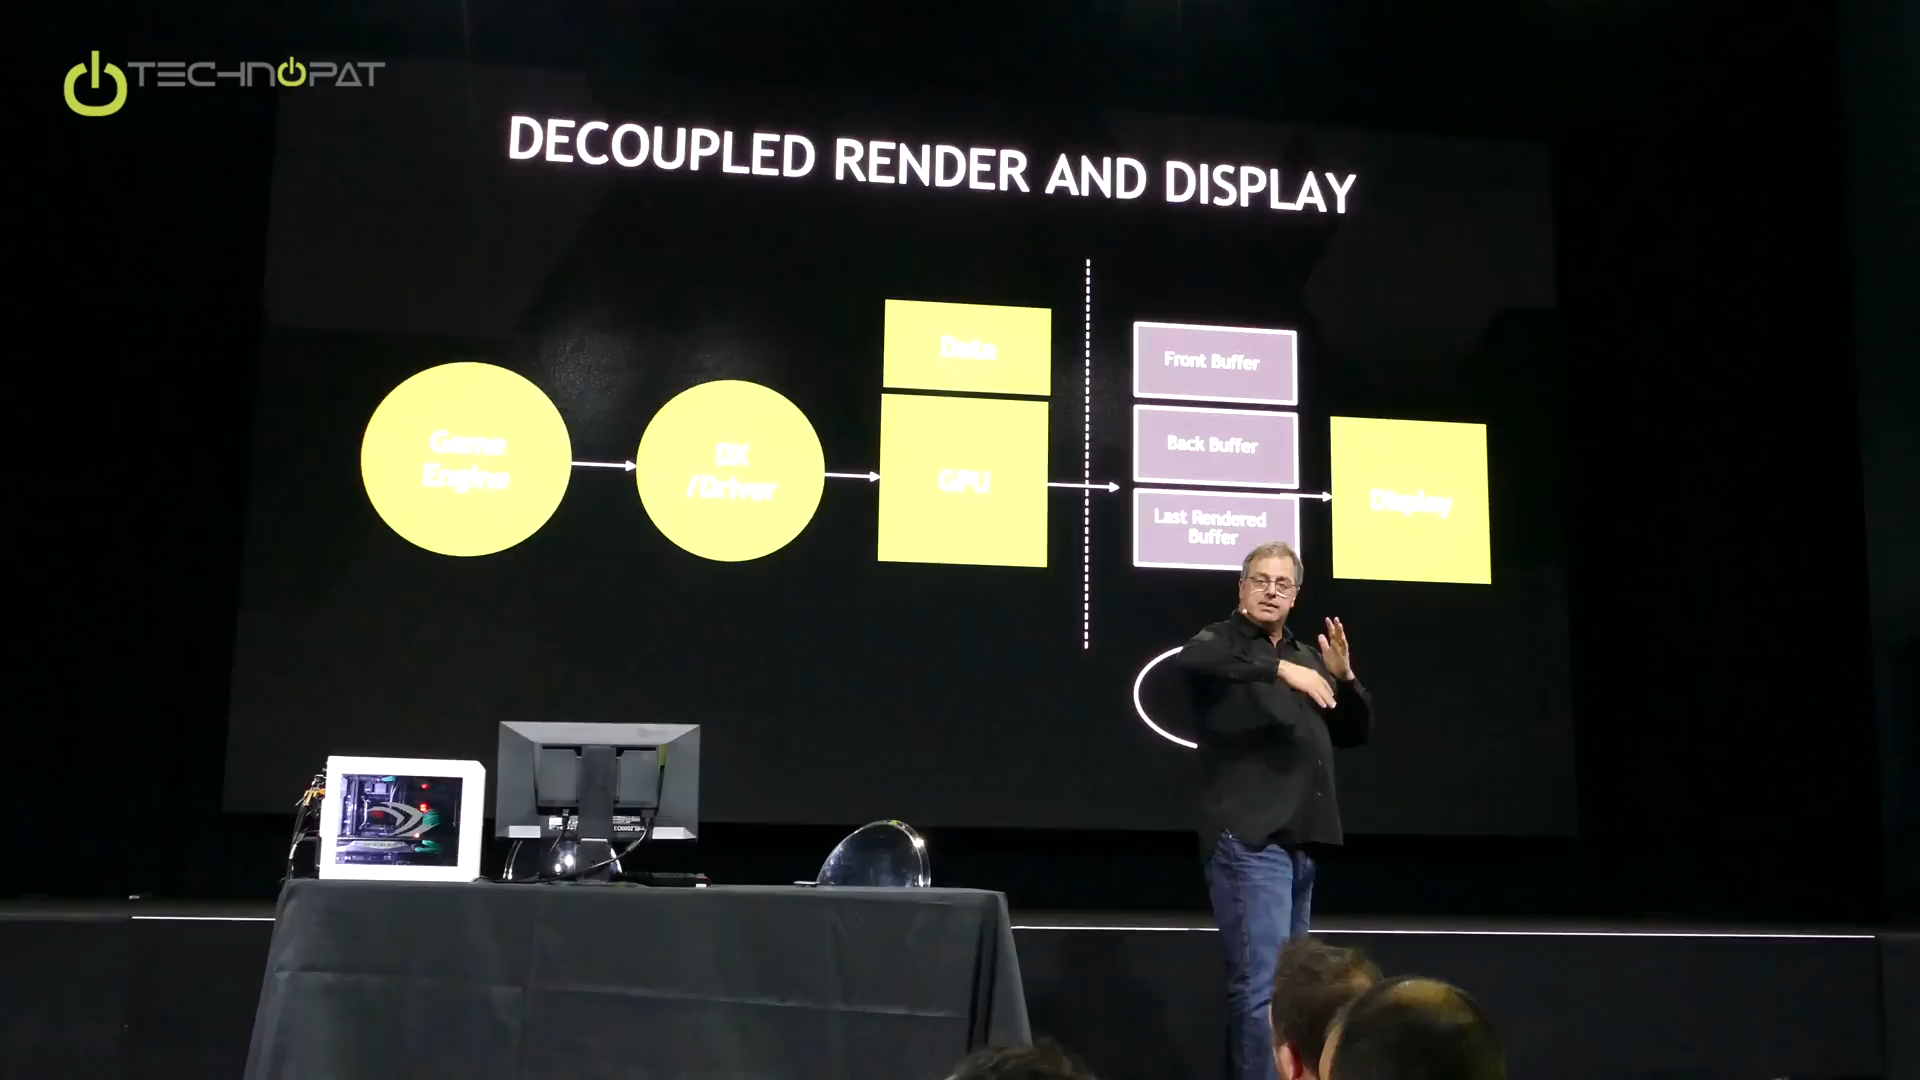 TECHNOPAT
DECOUPLED RENDER AND DISPLAY
Data
Front Buffer
Game
Engine
DX
/Driver
GPU
Back Buffer
Display
Last Rendered
Buffer